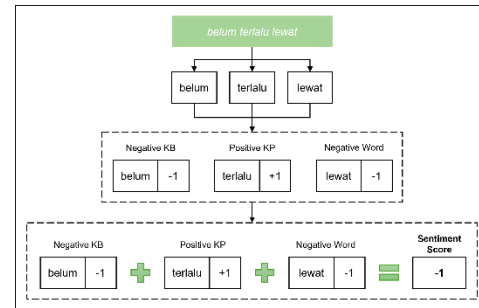 belum terlalu lewat
belum terlalu lewat
Negative KB Positive KP Negative Word
belum -1 terlalu +1 lewat -1
Negative KB Positive KP Negative Word Sentiment Score
belum -1 + terlalu +1 + lewat -1 = -1